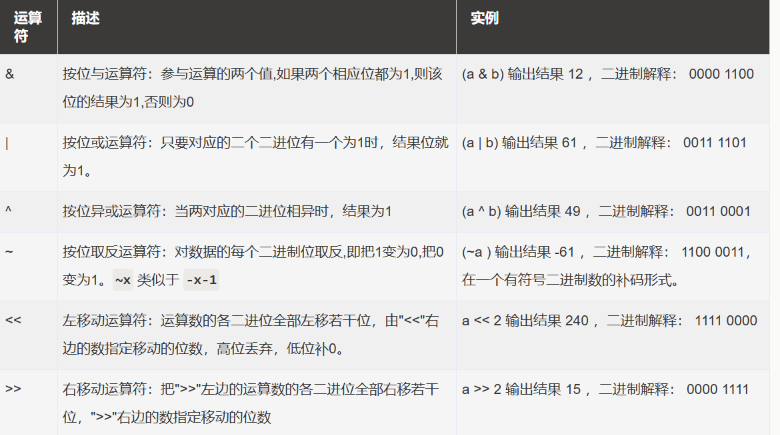 运算符 描述 实例
& 按位与运算符：参与运算的两个值,如果两个相应位都为1,则该位的结果为1,否则为0 (a & b) 输出结果 12 ，二进制解释： 0000 1100
| 按位或运算符：只要对应的二个二进位有一个为1时，结果位就为1。 (a | b) 输出结果 61 ，二进制解释： 0011 1101
^ 按位异或运算符：当两对应的二进位相异时，结果为1 (a ^ b) 输出结果 49 ，二进制解释： 0011 0001
~ 按位取反运算符：对数据的每个二进制位取反,即把1变为0,把0变为1。~x 类似于 -x-1 (~a ) 输出结果 -61 ，二进制解释： 1100 0011， 在一个有符号二进制数的补码形式。
<< 左移动运算符：运算数的各二进位全部左移若干位，由"<<"右边的数指定移动的位数，高位丢弃，低位补0。 a << 2 输出结果 240 ，二进制解释： 1111 0000
>> 右移动运算符：把">>"左边的运算数的各二进位全部右移若干位，">>"右边的数指定移动的位数 a >> 2 输出结果 15 ，二进制解释： 0000 1111